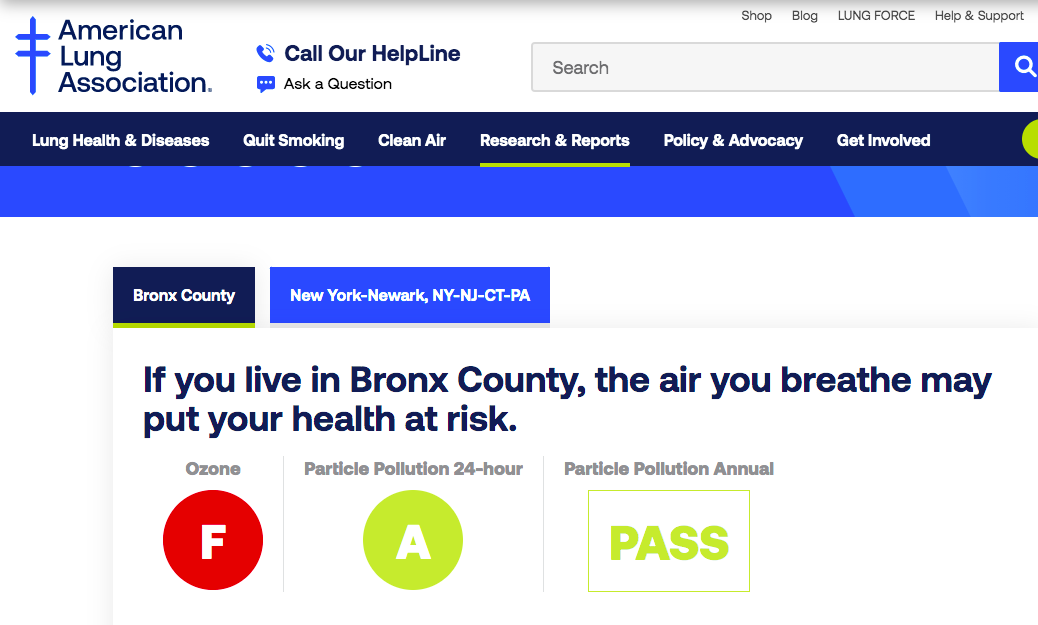 Shop Blog LUNG FORCE Help & Support
American
Lung
Association.
Call Our HelpLine
Ask a Question
Search
Lung Health & Diseases Quit Smoking Clean Air Research & Reports Policy & Advocacy Get Involved
Bronx County New York-Newark, NY-NJ-CT-PA
If you live in Bronx County, the air you breathe may
put your health at risk.
Ozone Particle Pollution 24-hour Particle Pollution Annual
F A PASS